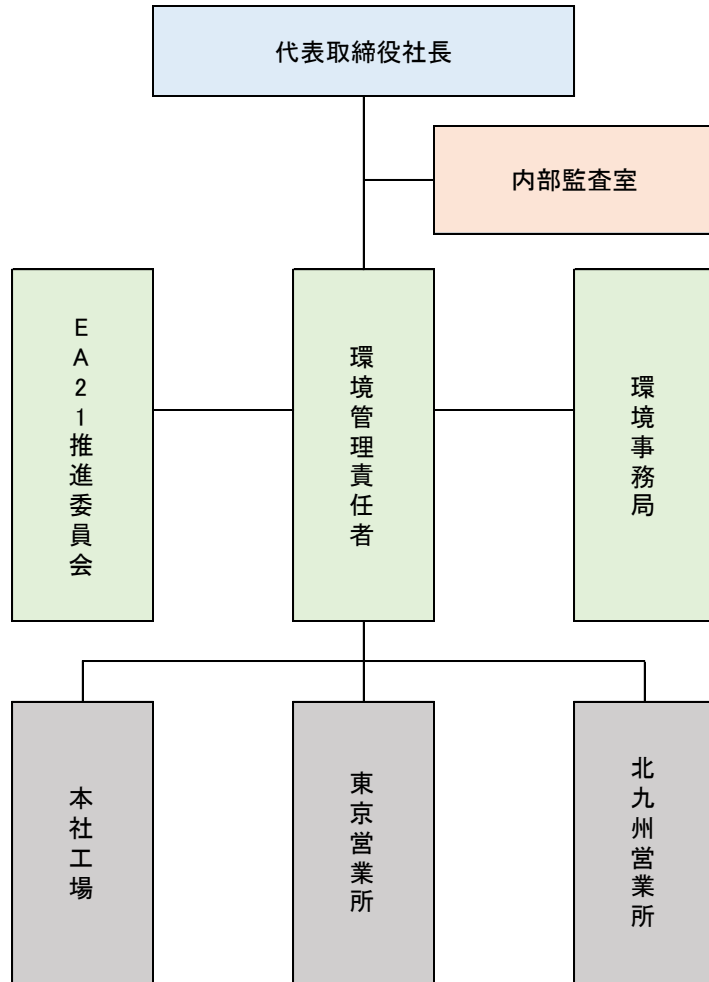 代表取締役社長
内部監査室
EA21推進委員会
環境管理責任者
環境事務局
本社工場
東京営業所
北九州営業所